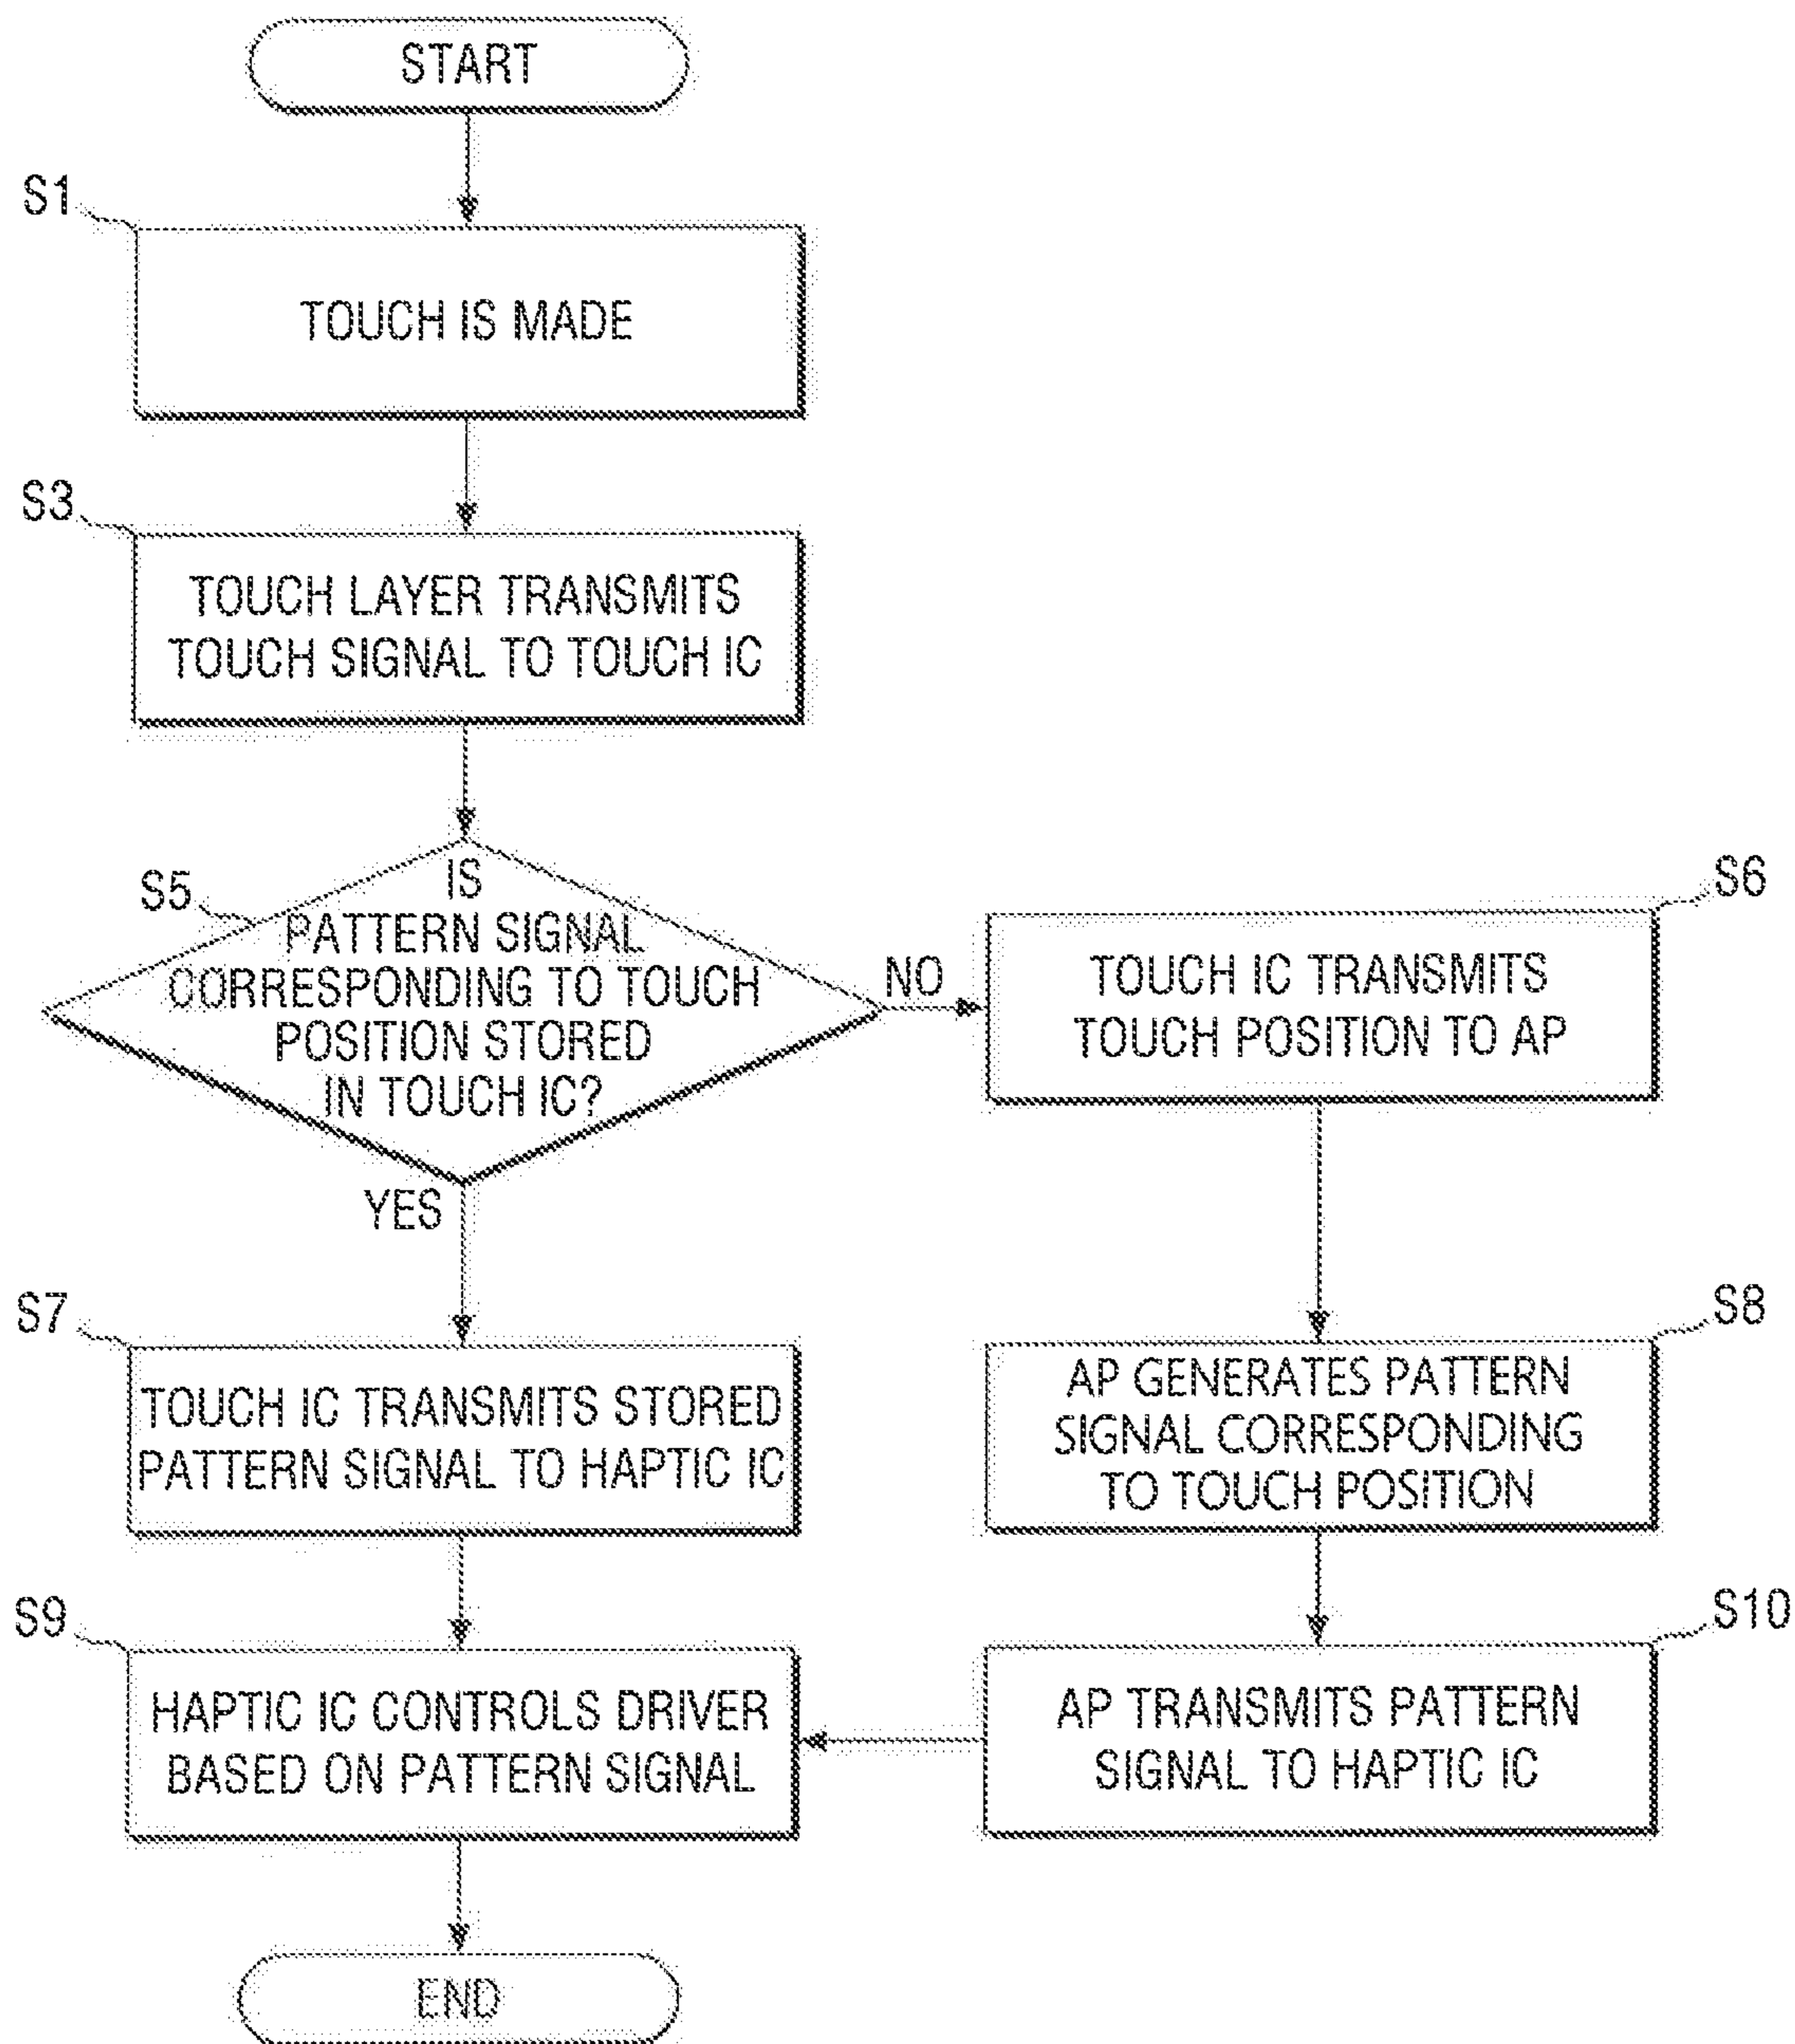 START
S1
TOUCH IS MADE
S3
TOUCH LAYER TRANSMITS
TOUCH SIGNAL TO TOUCH IC
S5
IS
PATTERN SIGNAL
CORRESPONDING TO TOUCH
POSITION STORED
IN TOUCH IC?
NO
S6
TOUCH IC TRANSMITS
TOUCH POSITION TO AP
YES
S7
TOUCH IC TRANSMITS STORED
PATTERN SIGNAL TO HAPTIC IC
S8
AP GENERATES PATTERN
SIGNAL CORRESPONDING
TO TOUCH POSITION
S9
HAPTIC IC CONTROLS DRIVER
BASED ON PATTERN SIGNAL
S10
AP TRANSMITS PATTERN
SIGNAL TO HAPTIC IC
END